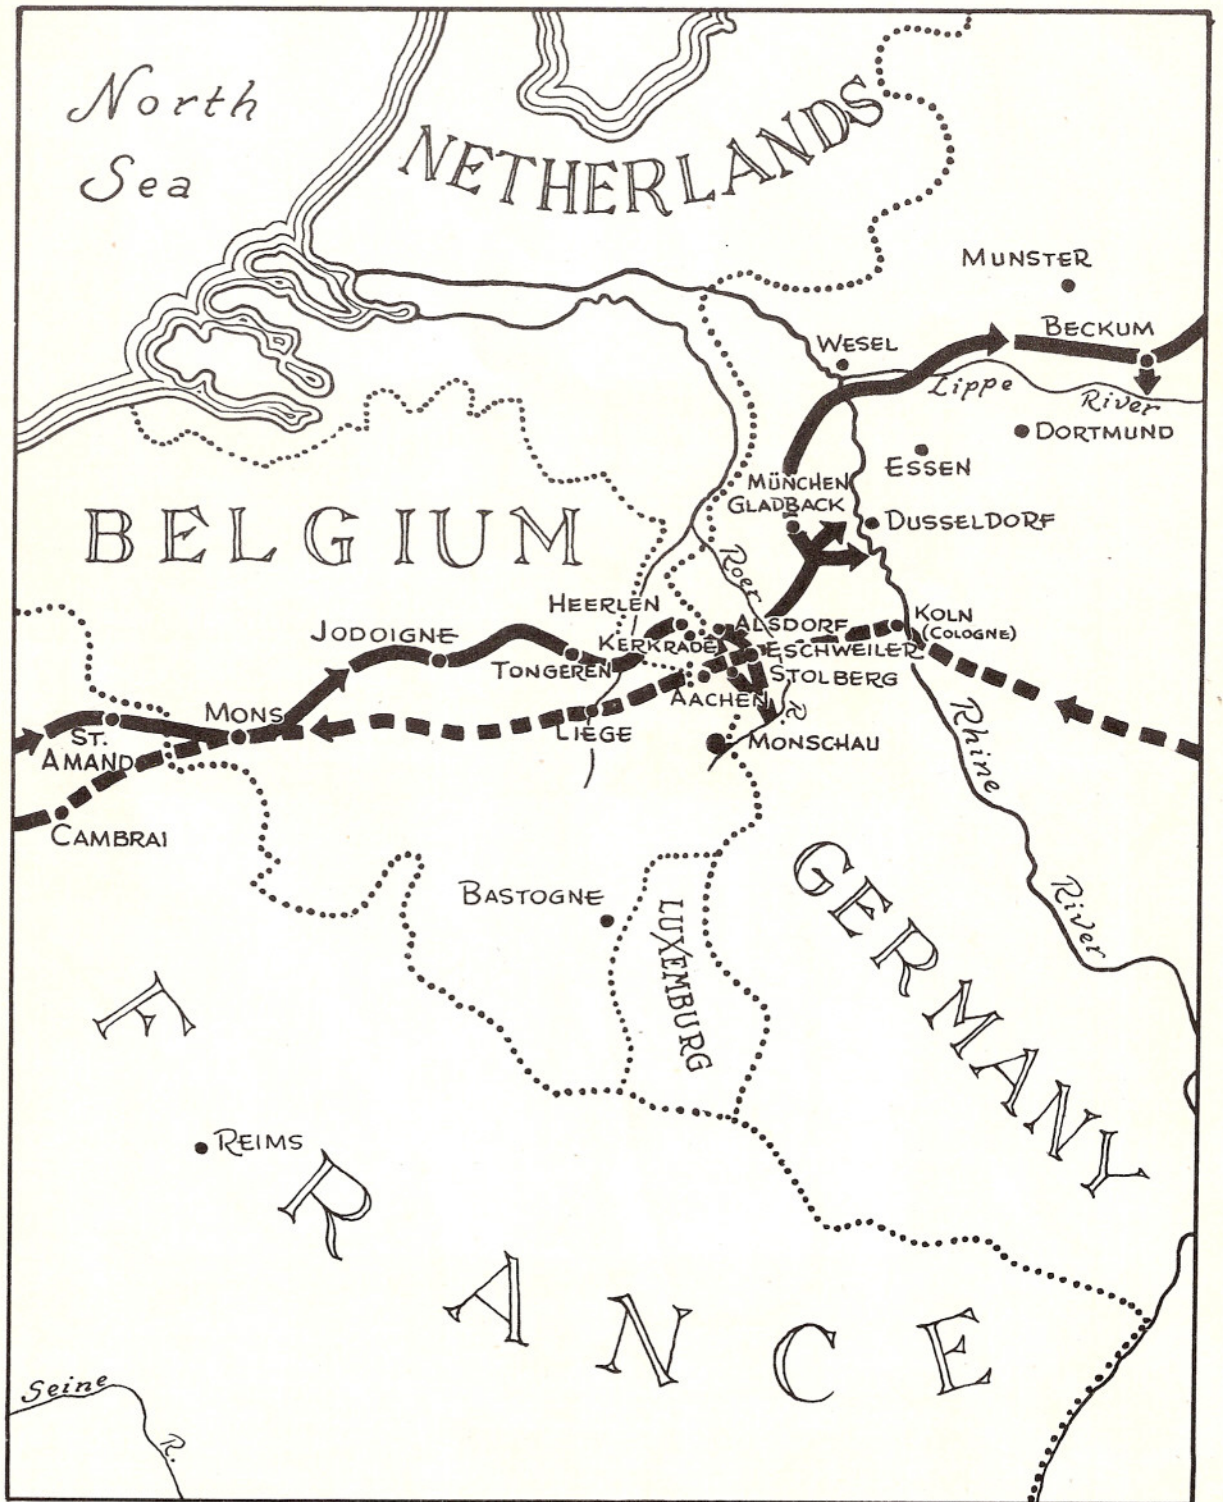 North
Sea
NETHERLANDS
MUNSTER
BECKUM
WESEL
Lippe
River
DORTMUND
ESSEN
MÜNCHEN
GLADBACK
DUSSELDORF
BELGIUM
Roer
HEERLEN
ALSDORF
KOLN
(COLOGNE)
JODOIGNE
KERKRADE
ESCHWEILER
TONGEREN
STOLBERG
AACHEN
MONS
R.
ST.
AMAND
LIÈGE
MONSCHAU
Rhine
River
CAMBRAI
BASTOGNE
LUXEMBURG
GERMANY
REIMS
FRANCE
Seine
R.